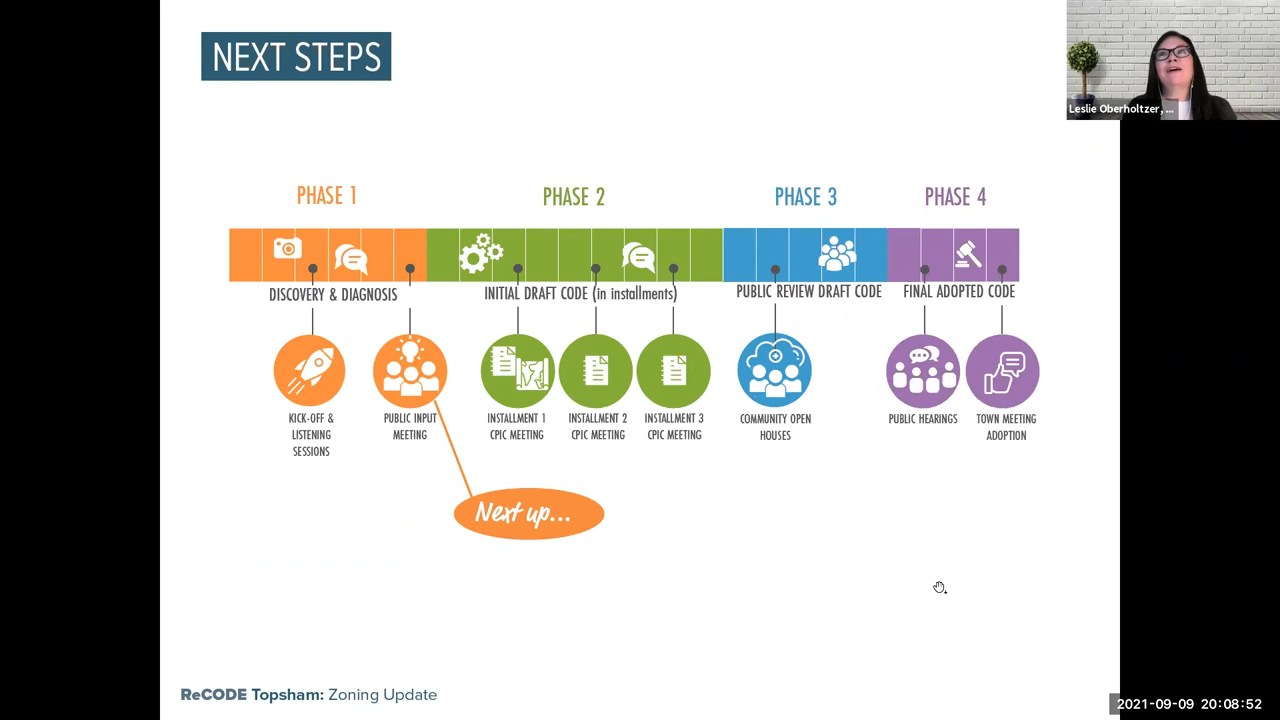 NEXT STEPS
Leslie Oberholtzer, ...
PHASE 1
PHASE 2
PHASE 3
PHASE 4
DISCOVERY & DIAGNOSIS
INITIAL DRAFT CODE (in installments)
PUBLIC REVIEW DRAFT CODE
FINAL ADOPTED CODE
KICK-OFF &
LISTENING
SESSIONS
PUBLIC INPUT
MEETING
INSTALLMENT 1
CPIC MEETING
INSTALLMENT 2
CPIC MEETING
INSTALLMENT 3
CPIC MEETING
COMMUNITY OPEN
HOUSES
PUBLIC HEARINGS
TOWN MEETING
ADOPTION
Next up...
ReCODE Topsham: Zoning Update
2021-09-09 20:08:52